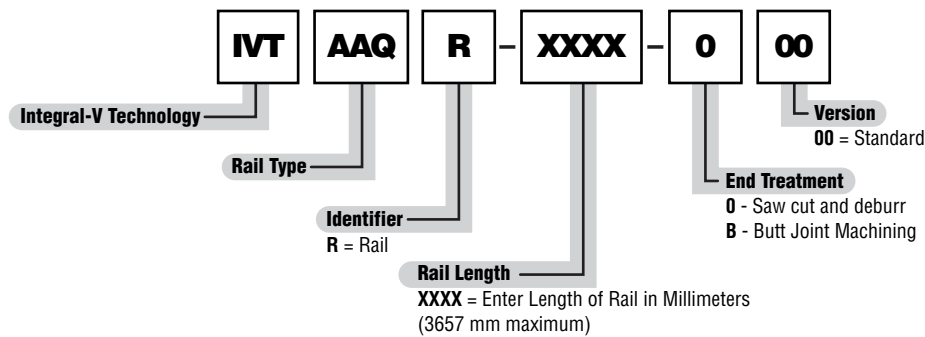 IVT AAQ R - XXXX - 0 00
Integral-V Technology
Version
00 = Standard
Rail Type
End Treatment
0 - Saw cut and deburr
B - Butt Joint Machining
Identifier
R = Rail
Rail Length
XXXX = Enter Length of Rail in Millimeters
(3657 mm maximum)